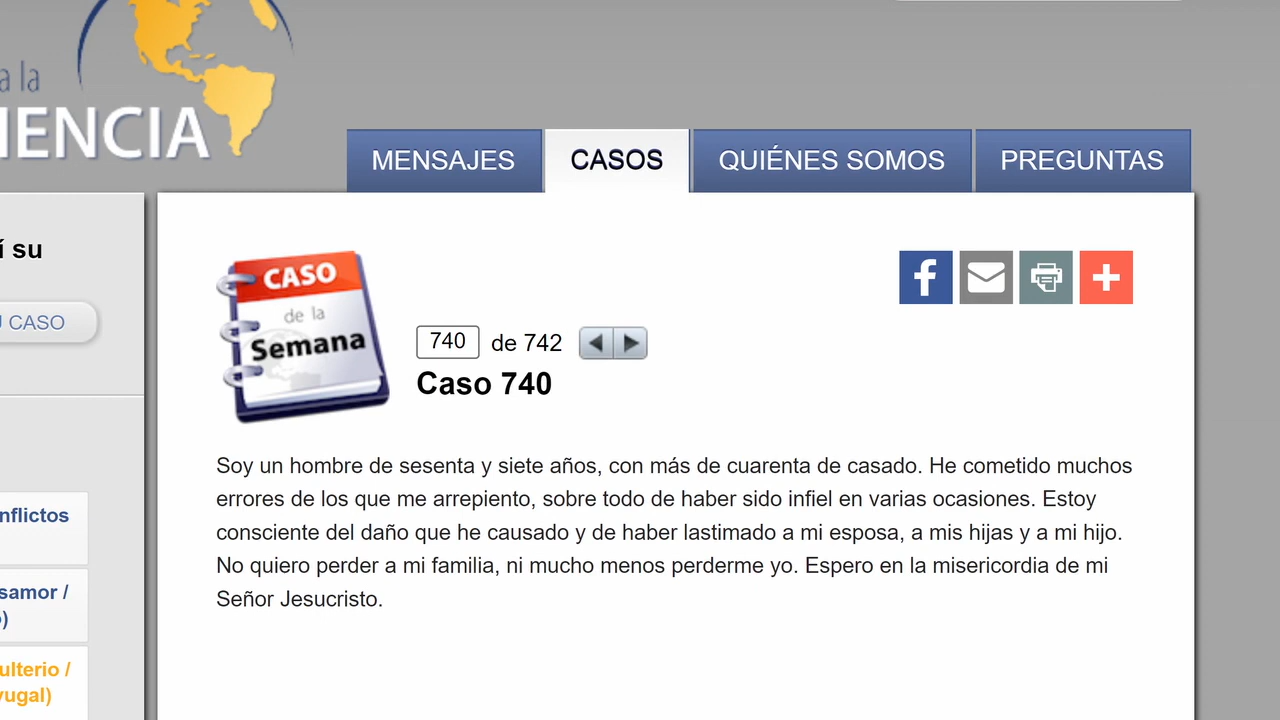 a la
IENCIA
MENSAJES
CASOS
QUIÉNES SOMOS
PREGUNTAS
í su
CASO
nflictos
samor /
ulterio /
yugal)
CASO
de la
Semana
740 de 742
Caso 740
Soy un hombre de sesenta y siete años, con más de cuarenta de casado. He cometido muchos
errores de los que me arrepiento, sobre todo de haber sido infiel en varias ocasiones. Estoy
consciente del daño que he causado y de haber lastimado a mi esposa, a mis hijas y a mi hijo.
No quiero perder a mi familia, ni mucho menos perderme yo. Espero en la misericordia de mi
Señor Jesucristo.